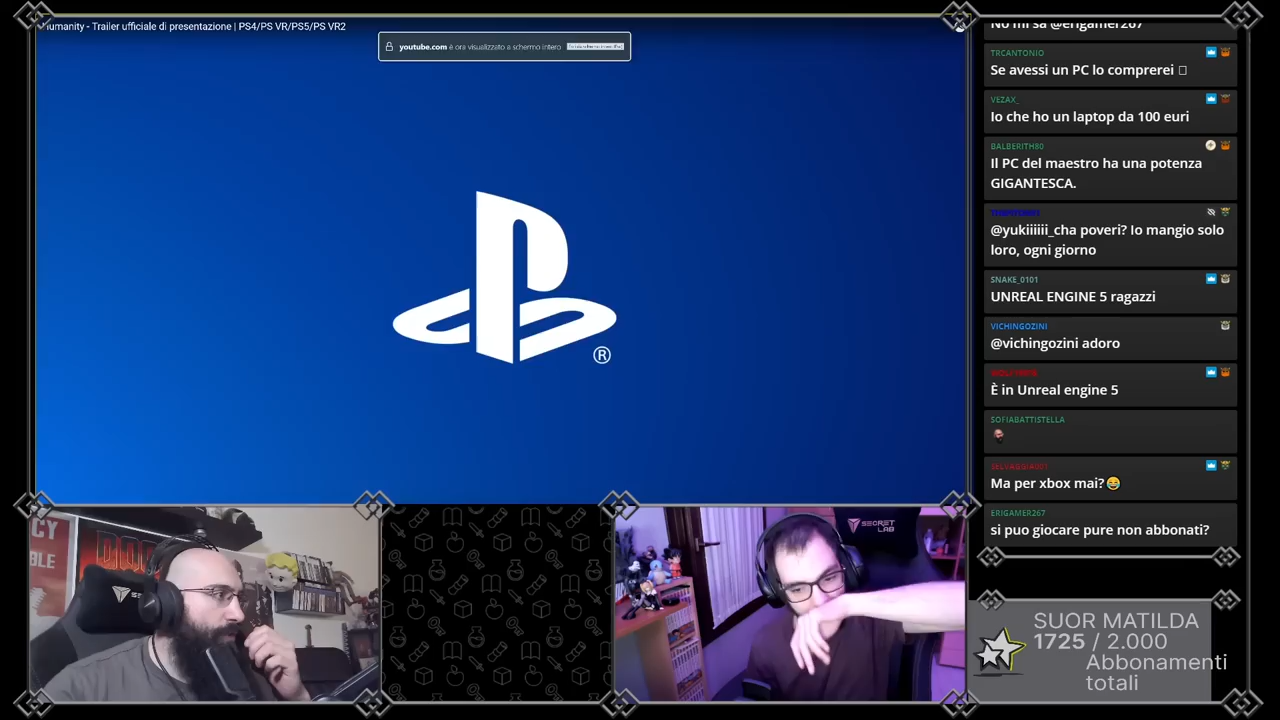 Humanity - Trailer ufficiale di presentazione | PS4/PS VR/PS5/PS VR2
youtube.com è ora visualizzato a schermo intero
®
No mi sa @erigamer267
TRCANTONIO
Se avessi un PC lo comprerei
VEZAX_
Io che ho un laptop da 100 euri
BALBERITH80
Il PC del maestro ha una potenza
GIGANTESCA.
@yukiiiiii_cha poveri? Io mangio solo
loro, ogni giorno
SNAKE_0101
UNREAL ENGINE 5 ragazzi
VICHINGOZINI
@vichingozini adoro
È in Unreal engine 5
SOFIABATTISTELLA
SELVAGGIA001
Ma per xbox mai?😂
ERIGAMER267
si puo giocare pure non abbonati?
SECRET
LAB
SUOR MATILDA
1725 / 2.000
Abbonamenti
totali